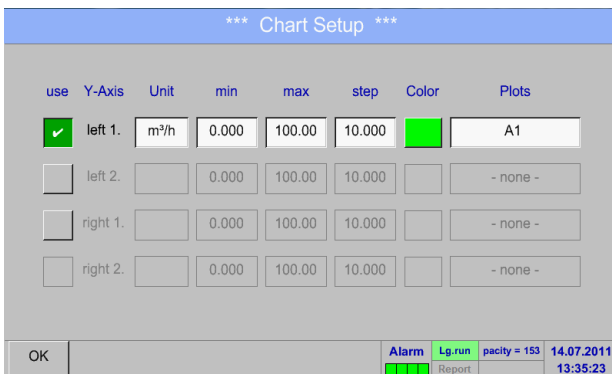 *** Chart Setup ***
use Y-Axis Unit min max step Color Plots
✔ left 1. m³/h 0.000 100.00 10.000 A1
left 2. 0.000 100.00 10.000 - none -
right 1. 0.000 100.00 10.000 - none -
right 2. 0.000 100.00 10.000 - none -
OK Alarm Lg.run pacity = 153 14.07.2011
Report 13:35:23